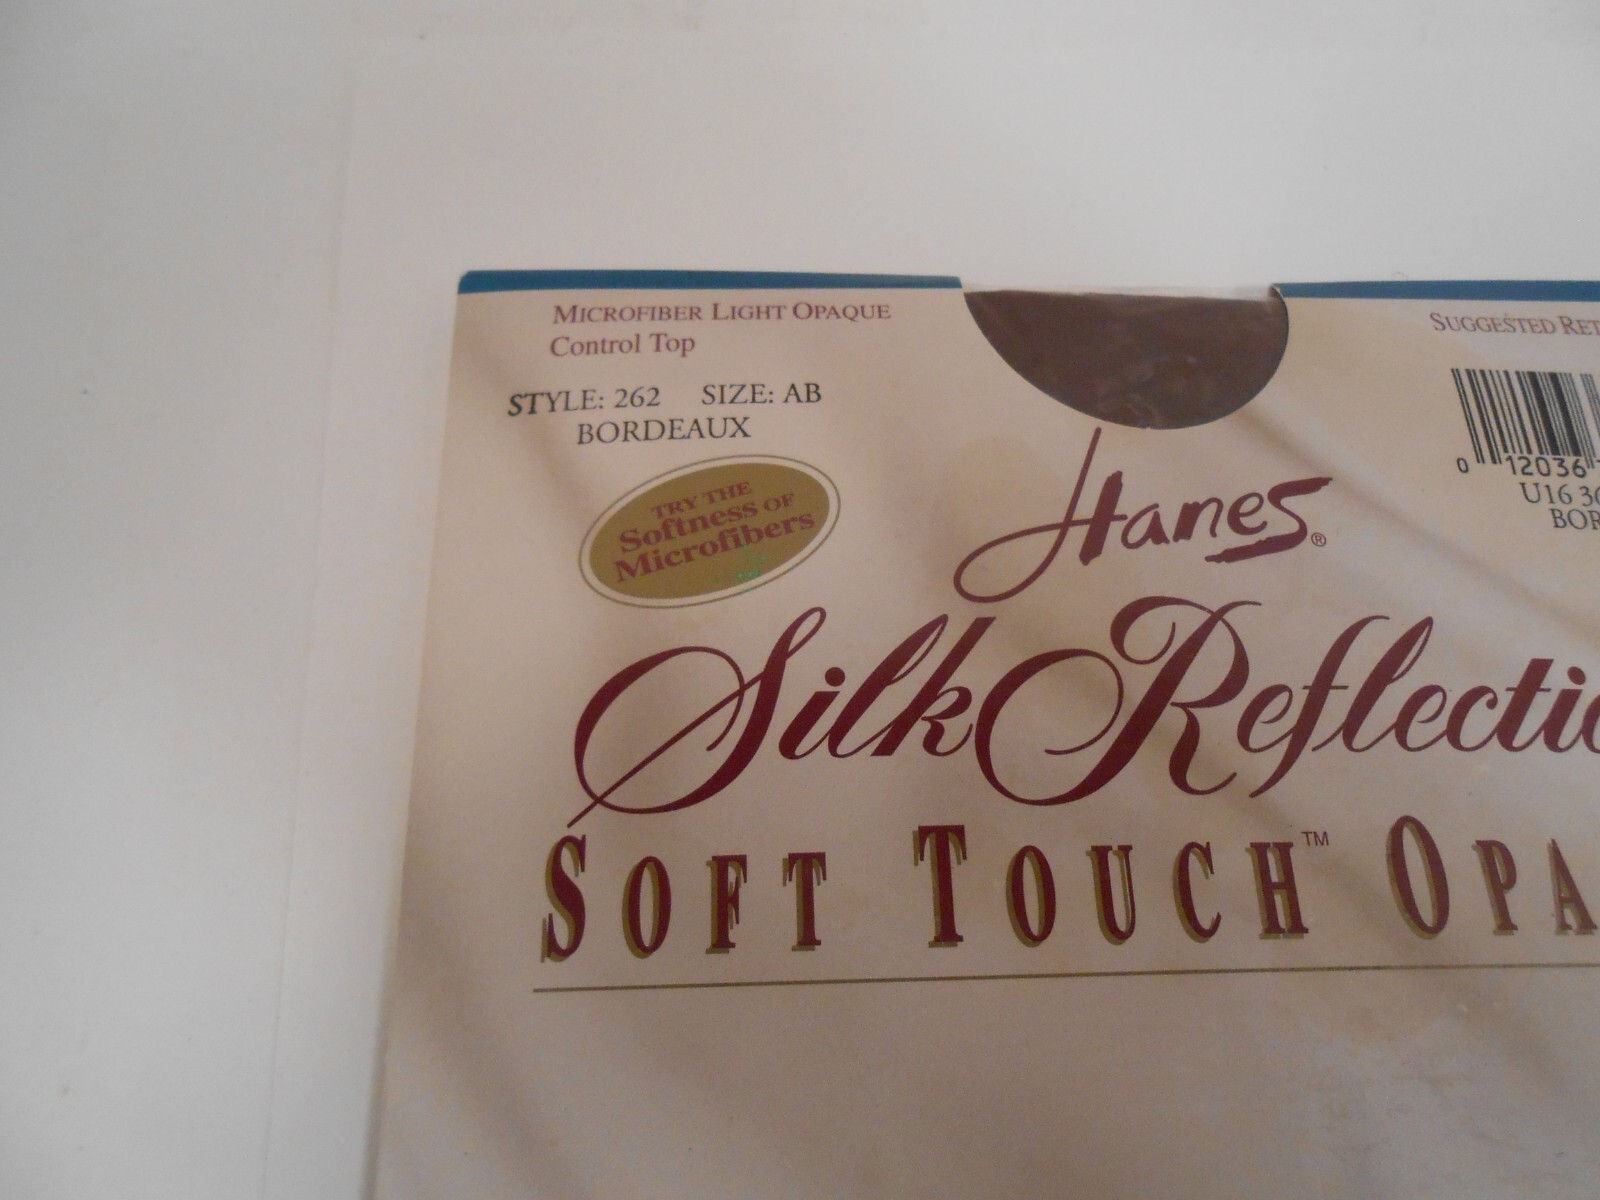 MICROFIBER LIGHT OPAQUE
Control Top
SUGGESTED RET
STYLE: 262 SIZE: AB
BORDEAUX
TRY THE
Softness OF
Microfibers
0 12036
U16 36
BOR
Hanes®
Silk Reflectio
SOFT TOUCH™ OPA